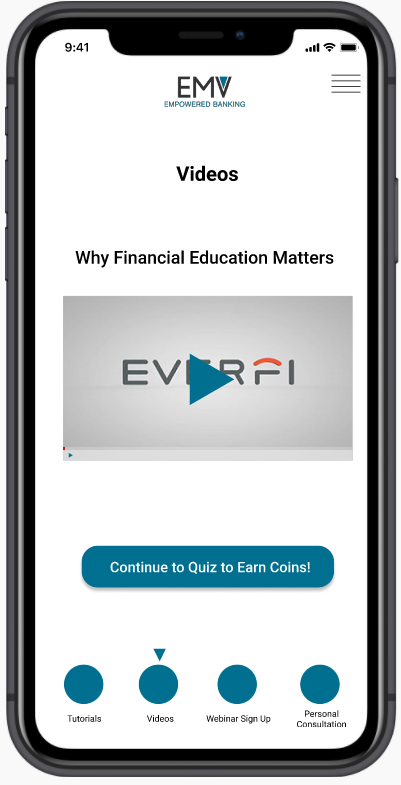 9:41
EMV
EMPOWERED BANKING
Videos
Why Financial Education Matters
EVERFI
Continue to Quiz to Earn Coins!
Tutorials
Videos
Webinar Sign Up
Personal
Consultation